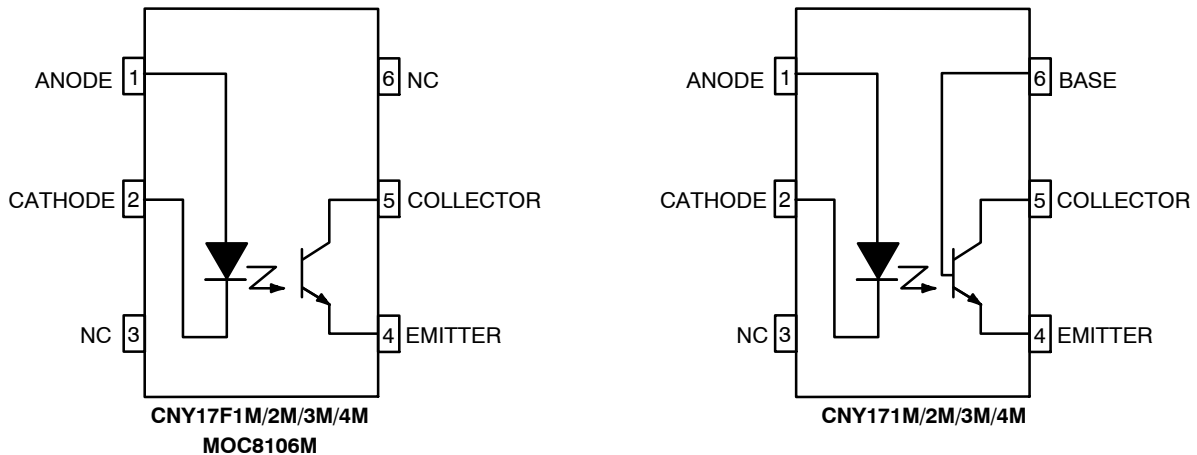 ANODE 1
6 NC
CATHODE 2
5 COLLECTOR
NC 3
4 EMITTER
CNY17F1M/2M/3M/4M
MOC8106M
ANODE 1
6 BASE
CATHODE 2
5 COLLECTOR
NC 3
4 EMITTER
CNY171M/2M/3M/4M